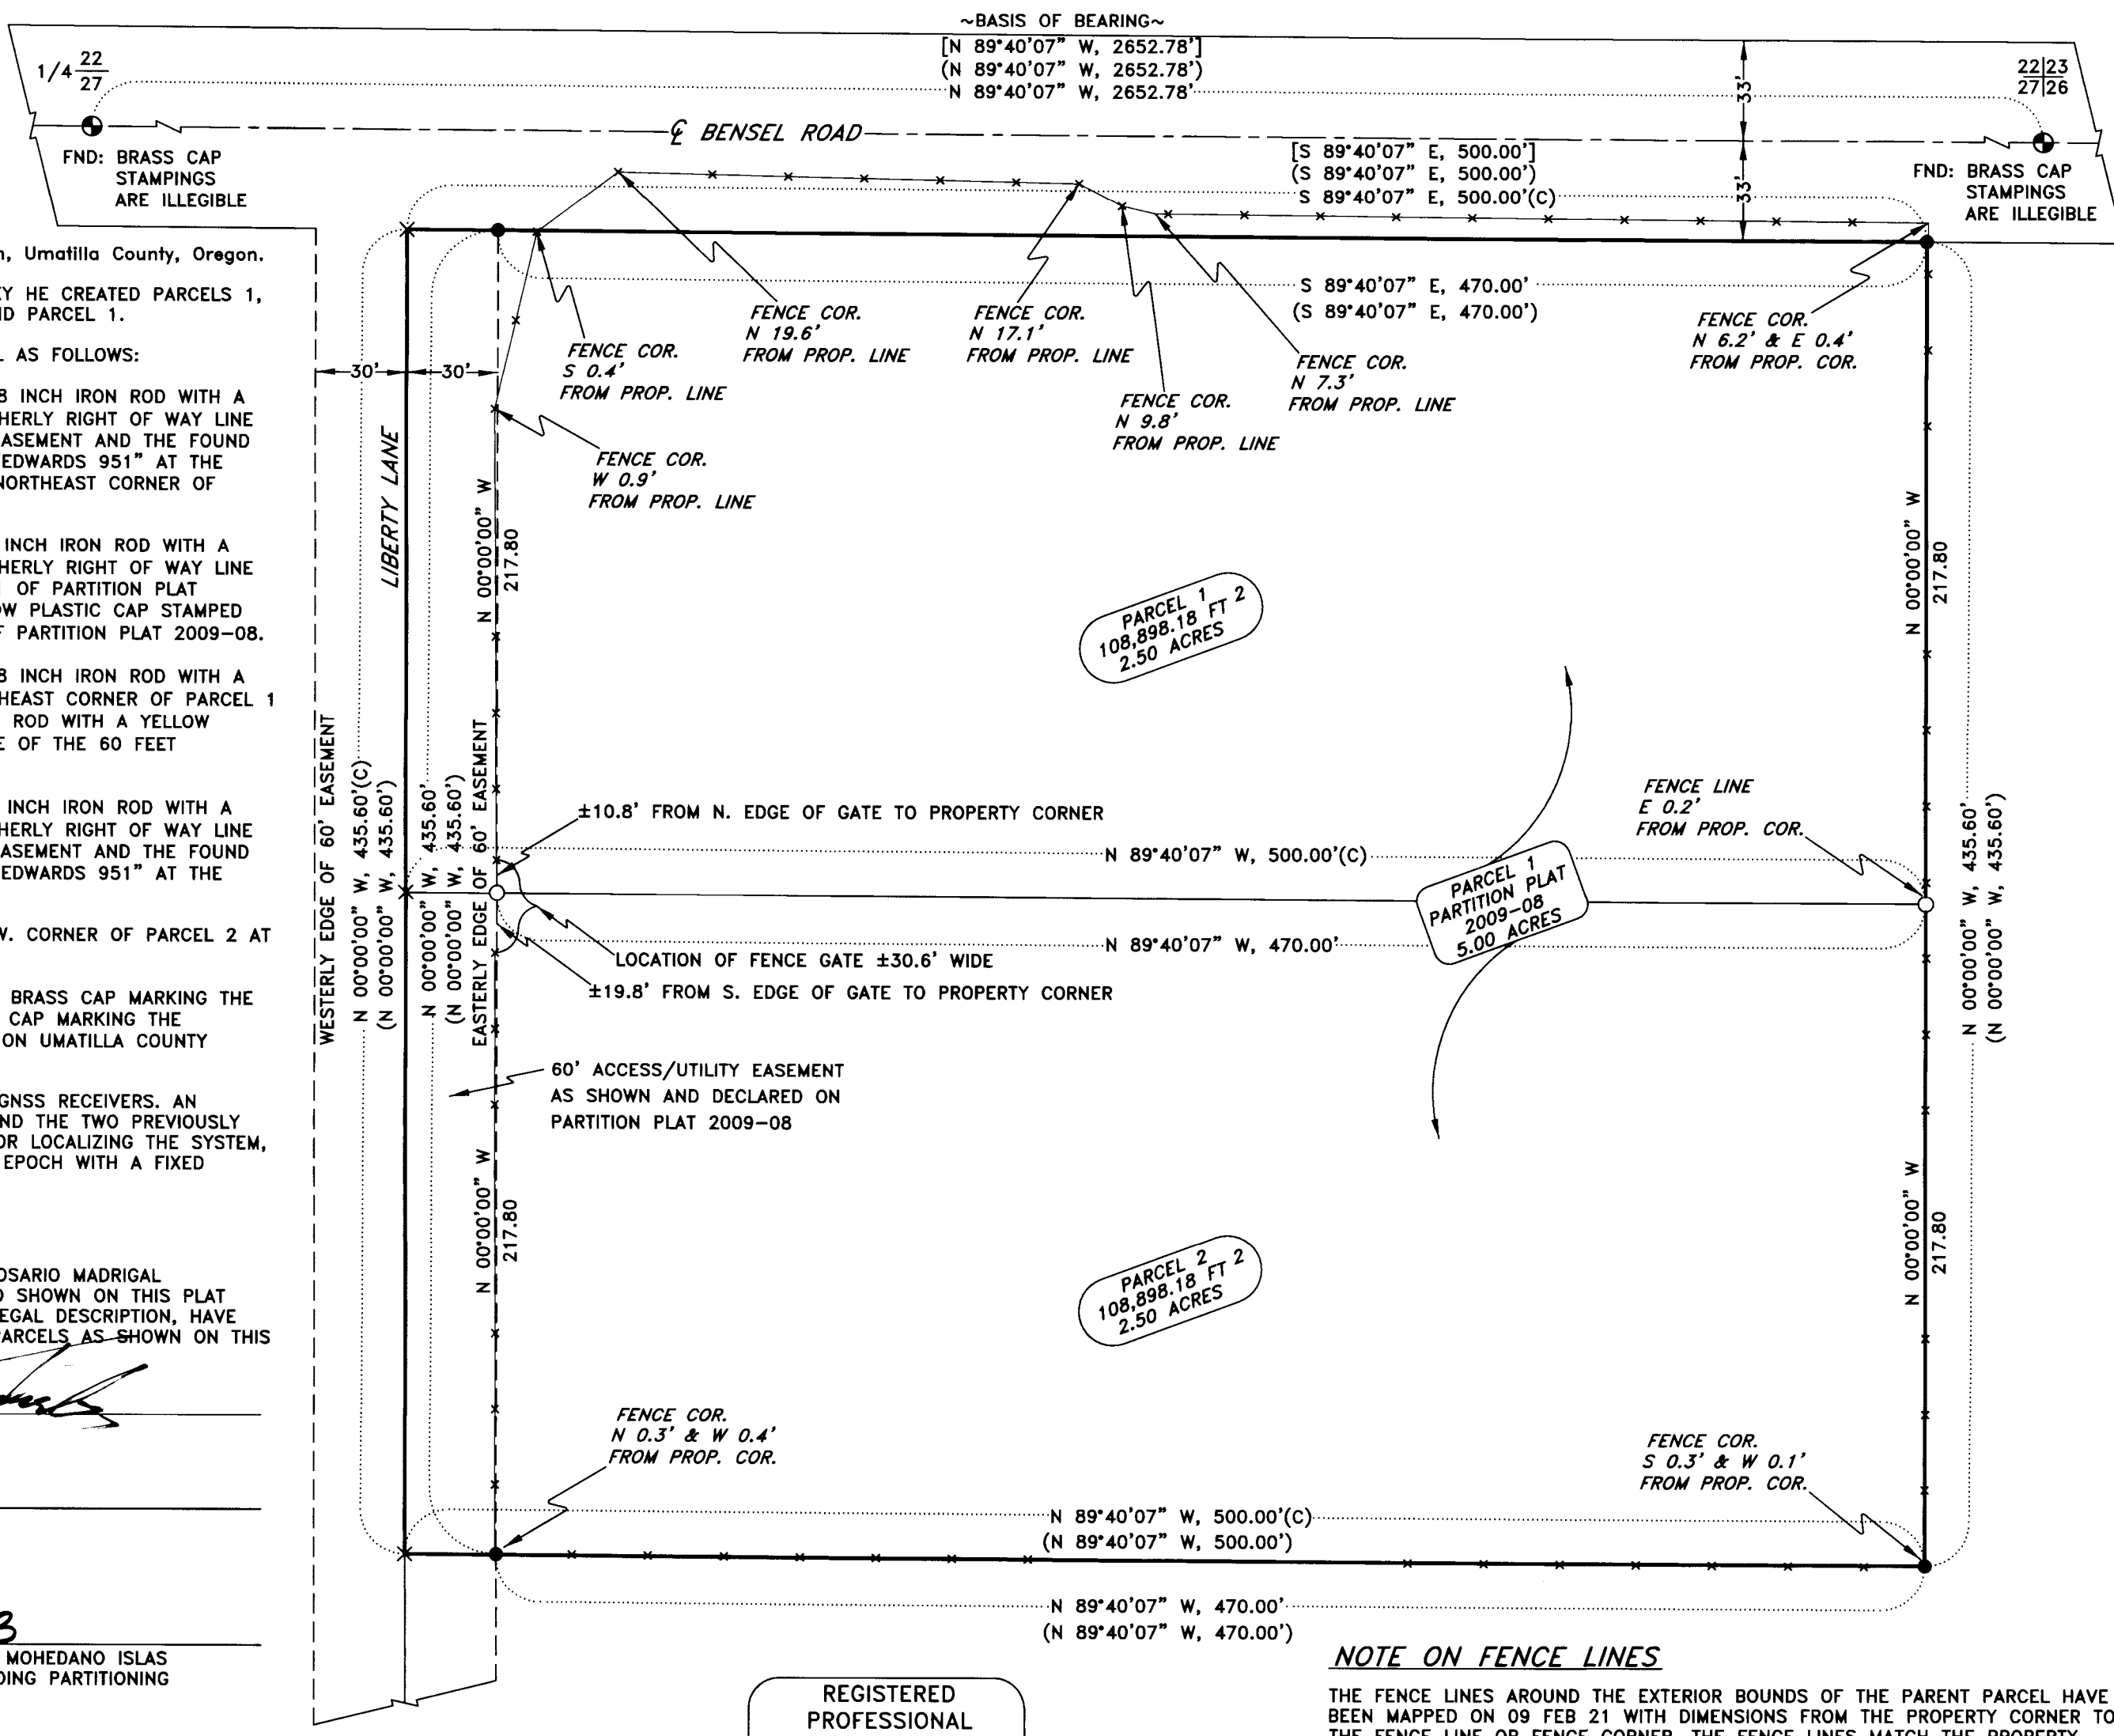 ~BASIS OF BEARING~
[N 89°40'07" W, 2652.78']
(N 89°40'07" W, 2652.78')
N 89°40'07" W, 2652.78'
1/4 22
27
22|23
27|26
33'
℄ BENSEL ROAD
FND: BRASS CAP
STAMPINGS
ARE ILLEGIBLE
[S 89°40'07" E, 500.00']
(S 89°40'07" E, 500.00')
S 89°40'07" E, 500.00'(C)
33'
FND: BRASS CAP
STAMPINGS
ARE ILLEGIBLE
, Umatilla County, Oregon.
Y HE CREATED PARCELS 1,
D PARCEL 1.
AS FOLLOWS:
INCH IRON ROD WITH A
HERLY RIGHT OF WAY LINE
ASEMENT AND THE FOUND
EDWARDS 951" AT THE
NORTHEAST CORNER OF
INCH IRON ROD WITH A
HERLY RIGHT OF WAY LINE
OF PARTITION PLAT
OW PLASTIC CAP STAMPED
F PARTITION PLAT 2009-08.
INCH IRON ROD WITH A
HEAST CORNER OF PARCEL 1
ROD WITH A YELLOW
E OF THE 60 FEET
INCH IRON ROD WITH A
HERLY RIGHT OF WAY LINE
ASEMENT AND THE FOUND
EDWARDS 951" AT THE
W. CORNER OF PARCEL 2 AT
BRASS CAP MARKING THE
CAP MARKING THE
ON UMATILLA COUNTY
GNSS RECEIVERS. AN
ND THE TWO PREVIOUSLY
OR LOCALIZING THE SYSTEM,
EPOCH WITH A FIXED
OSARIO MADRIGAL
SHOWN ON THIS PLAT
EGAL DESCRIPTION, HAVE
PARCELS AS SHOWN ON THIS
3
MOHEDANO ISLAS
DING PARTITIONING
S 89°40'07" E, 470.00'
(S 89°40'07" E, 470.00')
FENCE COR.
S 0.4'
FROM PROP. LINE
FENCE COR.
N 19.6'
FROM PROP. LINE
FENCE COR.
N 17.1'
FROM PROP. LINE
FENCE COR.
N 9.8'
FROM PROP. LINE
FENCE COR.
N 7.3'
FROM PROP. LINE
FENCE COR.
N 6.2' & E 0.4'
FROM PROP. COR.
30'
30'
FENCE COR.
W 0.9'
FROM PROP. LINE
LIBERTY LANE
N 00°00'00" W
217.80
N 00°00'00" W
217.80
PARCEL 1
108,898.18 FT 2
2.50 ACRES
WESTERLY EDGE OF 60' EASEMENT
N 00°00'00" W, 435.60'(C)
(N 00°00'00" W, 435.60')
N 00°00'00" W, 435.60'
(N 00°00'00" W, 435.60')
EASTERLY EDGE OF 60' EASEMENT
±10.8' FROM N. EDGE OF GATE TO PROPERTY CORNER
N 89°40'07" W, 500.00'(C)
FENCE LINE
E 0.2'
FROM PROP. COR.
PARCEL 1
PARTITION PLAT
2009-08
5.00 ACRES
N 00°00'00" W, 435.60'
(N 00°00'00" W, 435.60')
N 89°40'07" W, 470.00'
LOCATION OF FENCE GATE ±30.6' WIDE
±19.8' FROM S. EDGE OF GATE TO PROPERTY CORNER
60' ACCESS/UTILITY EASEMENT
AS SHOWN AND DECLARED ON
PARTITION PLAT 2009-08
N 00°00'00" W
217.80
N 00°00'00" W
217.80
PARCEL 2
108,898.18 FT 2
2.50 ACRES
FENCE COR.
N 0.3' & W 0.4'
FROM PROP. COR.
FENCE COR.
S 0.3' & W 0.1'
FROM PROP. COR.
N 89°40'07" W, 500.00'(C)
(N 89°40'07" W, 500.00')
N 89°40'07" W, 470.00'
(N 89°40'07" W, 470.00')
REGISTERED
PROFESSIONAL
NOTE ON FENCE LINES
THE FENCE LINES AROUND THE EXTERIOR BOUNDS OF THE PARENT PARCEL HAVE
BEEN MAPPED ON 09 FEB 21 WITH DIMENSIONS FROM THE PROPERTY CORNER TO
THE FENCE LINE OR FENCE CORNER. THE FENCE LINES MATCH THE PROPERTY